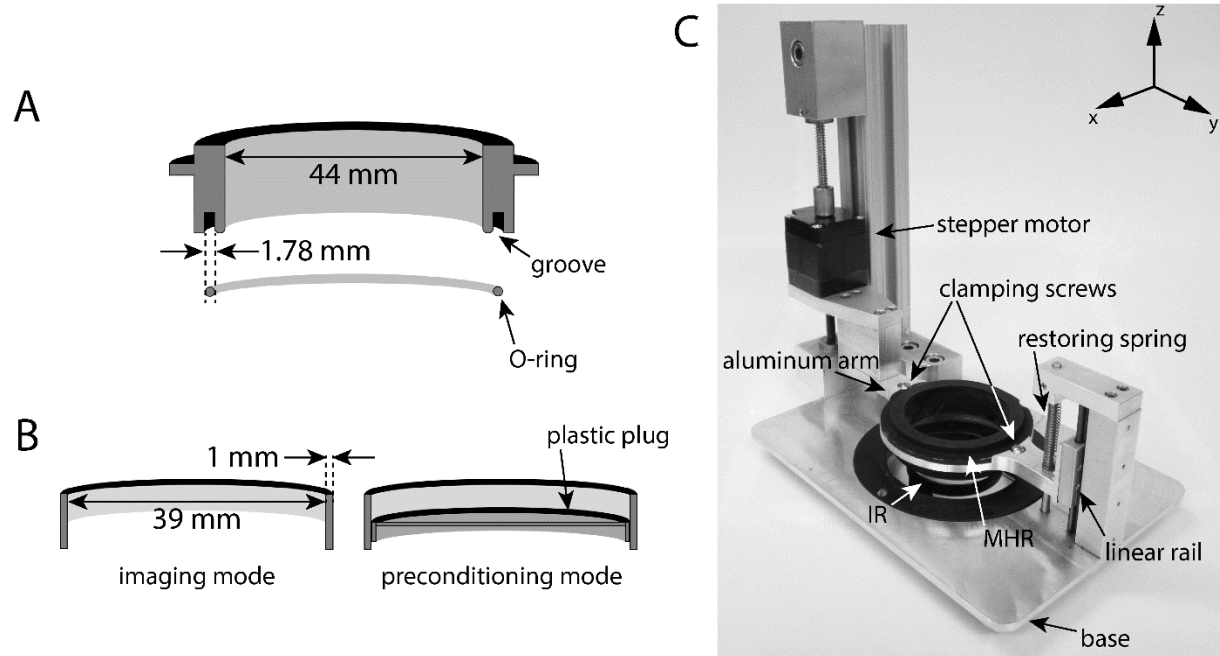 A
44 mm
1.78 mm
groove
O-ring
B
plastic plug
1 mm
39 mm
imaging mode
preconditioning mode
C
z
x
y
stepper motor
clamping screws
restoring spring
aluminum arm
IR
MHR
linear rail
base